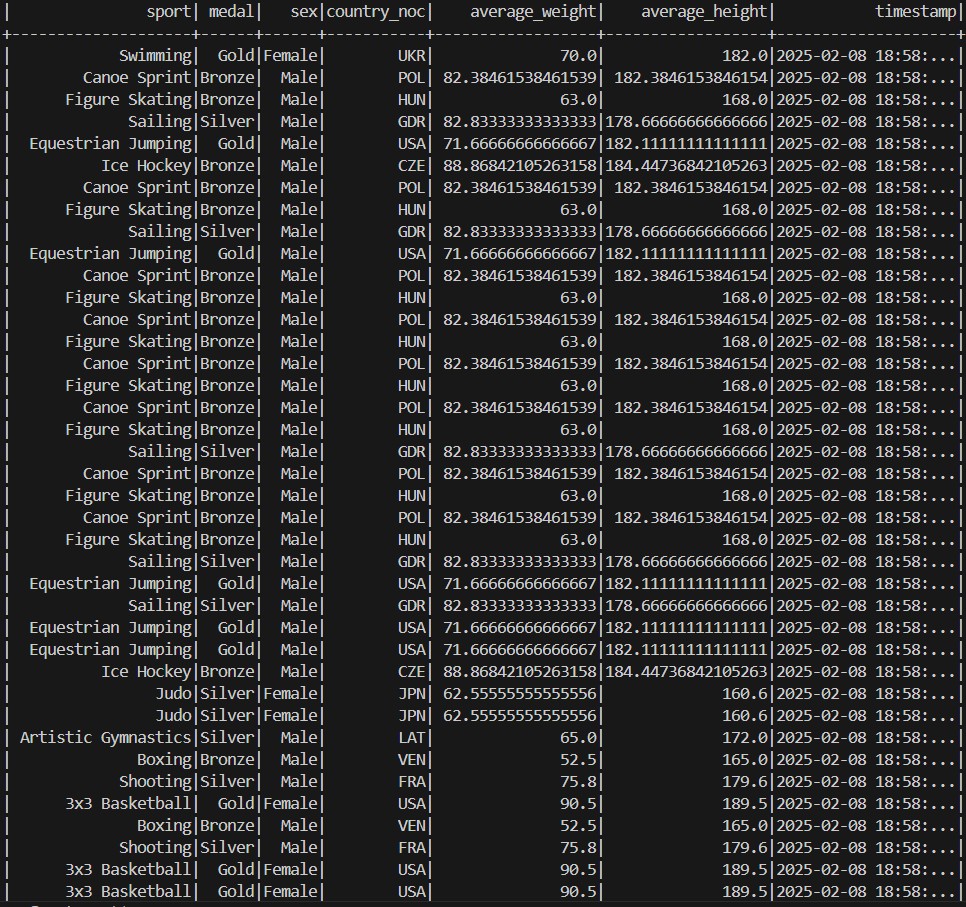 |               sport| medal|   sex|country_noc|   average_weight|    average_height|           timestamp|
+--------------------+------+------+-----------+-----------------+------------------+--------------------+
|            Swimming|  Gold|Female|        UKR|             70.0|             182.0|2025-02-08 18:58:...|
|        Canoe Sprint|Bronze|  Male|        POL| 82.38461538461539| 182.3846153846154|2025-02-08 18:58:...|
|      Figure Skating|Bronze|  Male|        HUN|             63.0|             168.0|2025-02-08 18:58:...|
|             Sailing|Silver|  Male|        GDR| 82.83333333333333|178.66666666666666|2025-02-08 18:58:...|
|  Equestrian Jumping|  Gold|  Male|        USA| 71.66666666666667|182.11111111111111|2025-02-08 18:58:...|
|          Ice Hockey|Bronze|  Male|        CZE| 88.86842105263158|184.44736842105263|2025-02-08 18:58:...|
|        Canoe Sprint|Bronze|  Male|        POL| 82.38461538461539| 182.3846153846154|2025-02-08 18:58:...|
|      Figure Skating|Bronze|  Male|        HUN|             63.0|             168.0|2025-02-08 18:58:...|
|             Sailing|Silver|  Male|        GDR| 82.83333333333333|178.66666666666666|2025-02-08 18:58:...|
|  Equestrian Jumping|  Gold|  Male|        USA| 71.66666666666667|182.11111111111111|2025-02-08 18:58:...|
|        Canoe Sprint|Bronze|  Male|        POL| 82.38461538461539| 182.3846153846154|2025-02-08 18:58:...|
|      Figure Skating|Bronze|  Male|        HUN|             63.0|             168.0|2025-02-08 18:58:...|
|        Canoe Sprint|Bronze|  Male|        POL| 82.38461538461539| 182.3846153846154|2025-02-08 18:58:...|
|      Figure Skating|Bronze|  Male|        HUN|             63.0|             168.0|2025-02-08 18:58:...|
|        Canoe Sprint|Bronze|  Male|        POL| 82.38461538461539| 182.3846153846154|2025-02-08 18:58:...|
|      Figure Skating|Bronze|  Male|        HUN|             63.0|             168.0|2025-02-08 18:58:...|
|        Canoe Sprint|Bronze|  Male|        POL| 82.38461538461539| 182.3846153846154|2025-02-08 18:58:...|
|      Figure Skating|Bronze|  Male|        HUN|             63.0|             168.0|2025-02-08 18:58:...|
|             Sailing|Silver|  Male|        GDR| 82.83333333333333|178.66666666666666|2025-02-08 18:58:...|
|        Canoe Sprint|Bronze|  Male|        POL| 82.38461538461539| 182.3846153846154|2025-02-08 18:58:...|
|      Figure Skating|Bronze|  Male|        HUN|             63.0|             168.0|2025-02-08 18:58:...|
|        Canoe Sprint|Bronze|  Male|        POL| 82.38461538461539| 182.3846153846154|2025-02-08 18:58:...|
|      Figure Skating|Bronze|  Male|        HUN|             63.0|             168.0|2025-02-08 18:58:...|
|             Sailing|Silver|  Male|        GDR| 82.83333333333333|178.66666666666666|2025-02-08 18:58:...|
|  Equestrian Jumping|  Gold|  Male|        USA| 71.66666666666667|182.11111111111111|2025-02-08 18:58:...|
|             Sailing|Silver|  Male|        GDR| 82.83333333333333|178.66666666666666|2025-02-08 18:58:...|
|  Equestrian Jumping|  Gold|  Male|        USA| 71.66666666666667|182.11111111111111|2025-02-08 18:58:...|
|  Equestrian Jumping|  Gold|  Male|        USA| 71.66666666666667|182.11111111111111|2025-02-08 18:58:...|
|          Ice Hockey|Bronze|  Male|        CZE| 88.86842105263158|184.44736842105263|2025-02-08 18:58:...|
|                Judo|Silver|Female|        JPN| 62.55555555555556|             160.6|2025-02-08 18:58:...|
|                Judo|Silver|Female|        JPN| 62.55555555555556|             160.6|2025-02-08 18:58:...|
| Artistic Gymnastics|Silver|  Male|        LAT|             65.0|             172.0|2025-02-08 18:58:...|
|              Boxing|Bronze|  Male|        VEN|             52.5|             165.0|2025-02-08 18:58:...|
|            Shooting|Silver|  Male|        FRA|             75.8|             179.6|2025-02-08 18:58:...|
|      3x3 Basketball|  Gold|Female|        USA|             90.5|             189.5|2025-02-08 18:58:...|
|              Boxing|Bronze|  Male|        VEN|             52.5|             165.0|2025-02-08 18:58:...|
|            Shooting|Silver|  Male|        FRA|             75.8|             179.6|2025-02-08 18:58:...|
|      3x3 Basketball|  Gold|Female|        USA|             90.5|             189.5|2025-02-08 18:58:...|
|      3x3 Basketball|  Gold|Female|        USA|             90.5|             189.5|2025-02-08 18:58:...|